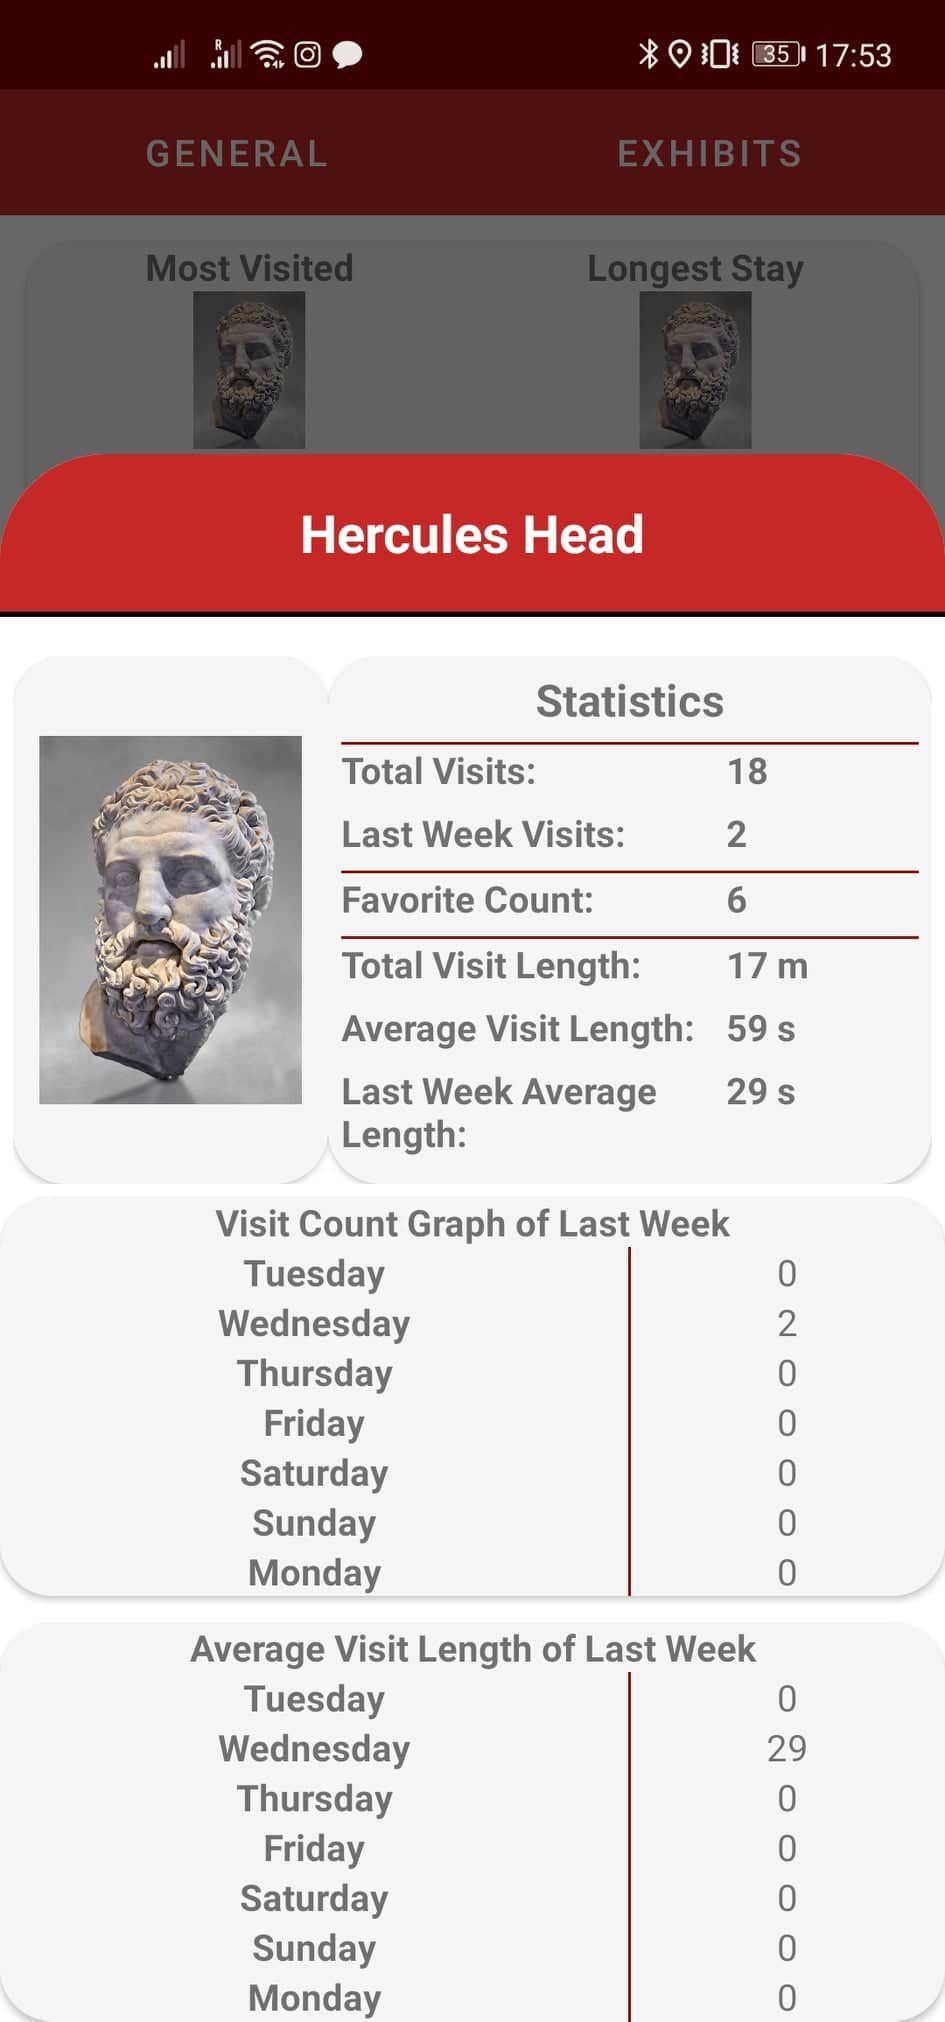 R 35 17:53
GENERAL EXHIBITS
Most Visited Longest Stay
Hercules Head
Statistics
Total Visits: 18
Last Week Visits: 2
Favorite Count: 6
Total Visit Length: 17 m
Average Visit Length: 59 s
Last Week Average 29 s
Length:
Visit Count Graph of Last Week
Tuesday 0
Wednesday 2
Thursday 0
Friday 0
Saturday 0
Sunday 0
Monday 0
Average Visit Length of Last Week
Tuesday 0
Wednesday 29
Thursday 0
Friday 0
Saturday 0
Sunday 0
Monday 0